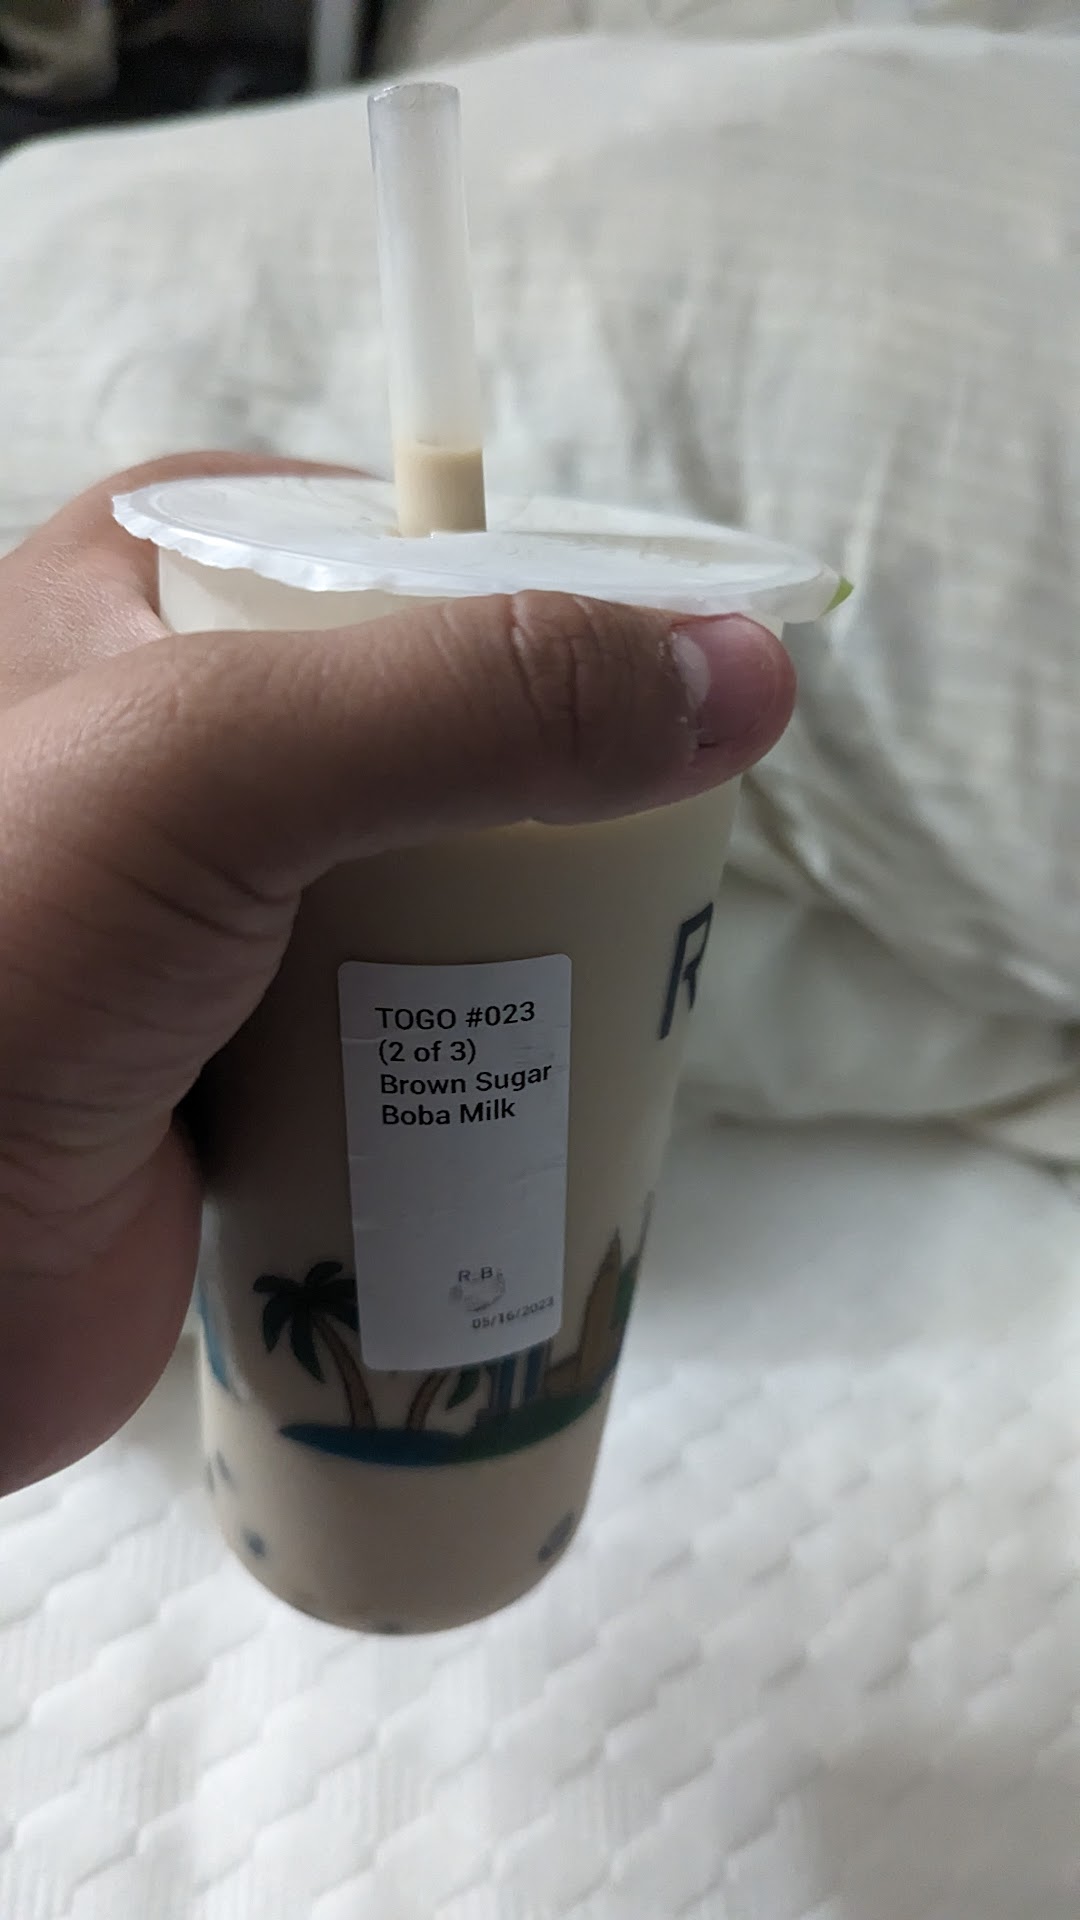 R
TOGO #023
(2 of 3)
Brown Sugar
Boba Milk
R B
05/16/2023